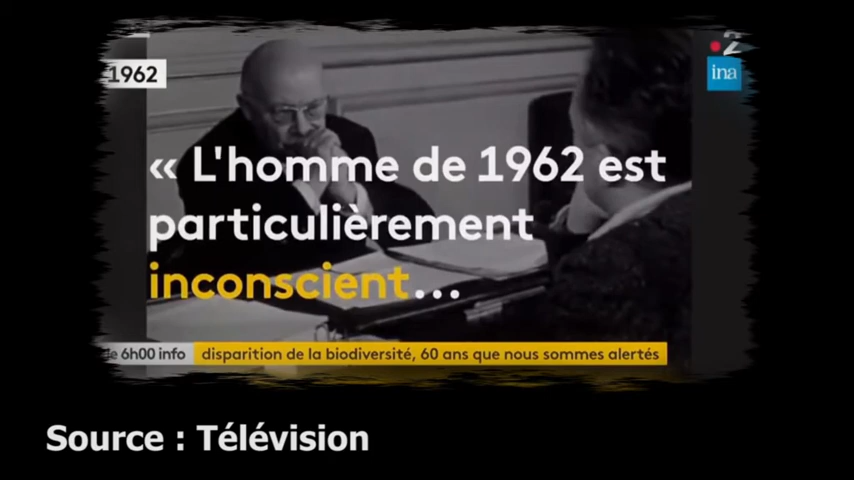 1962
2
ina
« L'homme de 1962 est
particulièrement
inconscient...
6h00 info
disparition de la biodiversité, 60 ans que nous sommes alertés
Source : Télévision